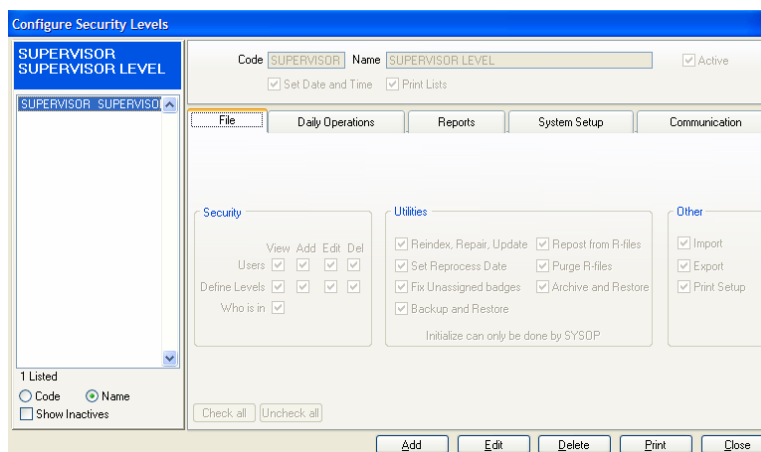 Configure Security Levels
SUPERVISOR
SUPERVISOR LEVEL
SUPERVISOR SUPERVISO
1 Listed
Code Name
Show Inactives
Code SUPERVISOR Name SUPERVISOR LEVEL Active
Set Date and Time Print Lists
File Daily Operations Reports System Setup Communication
Security
View Add Edit Del
Users
Define Levels
Who is in
Utilities
Reindex, Repair, Update Repost from R-files
Set Reprocess Date Purge R-files
Fix Unassigned badges Archive and Restore
Backup and Restore
Initialize can only be done by SYSOP
Other
Import
Export
Print Setup
Check all Uncheck all
Add Edit Delete Print Close